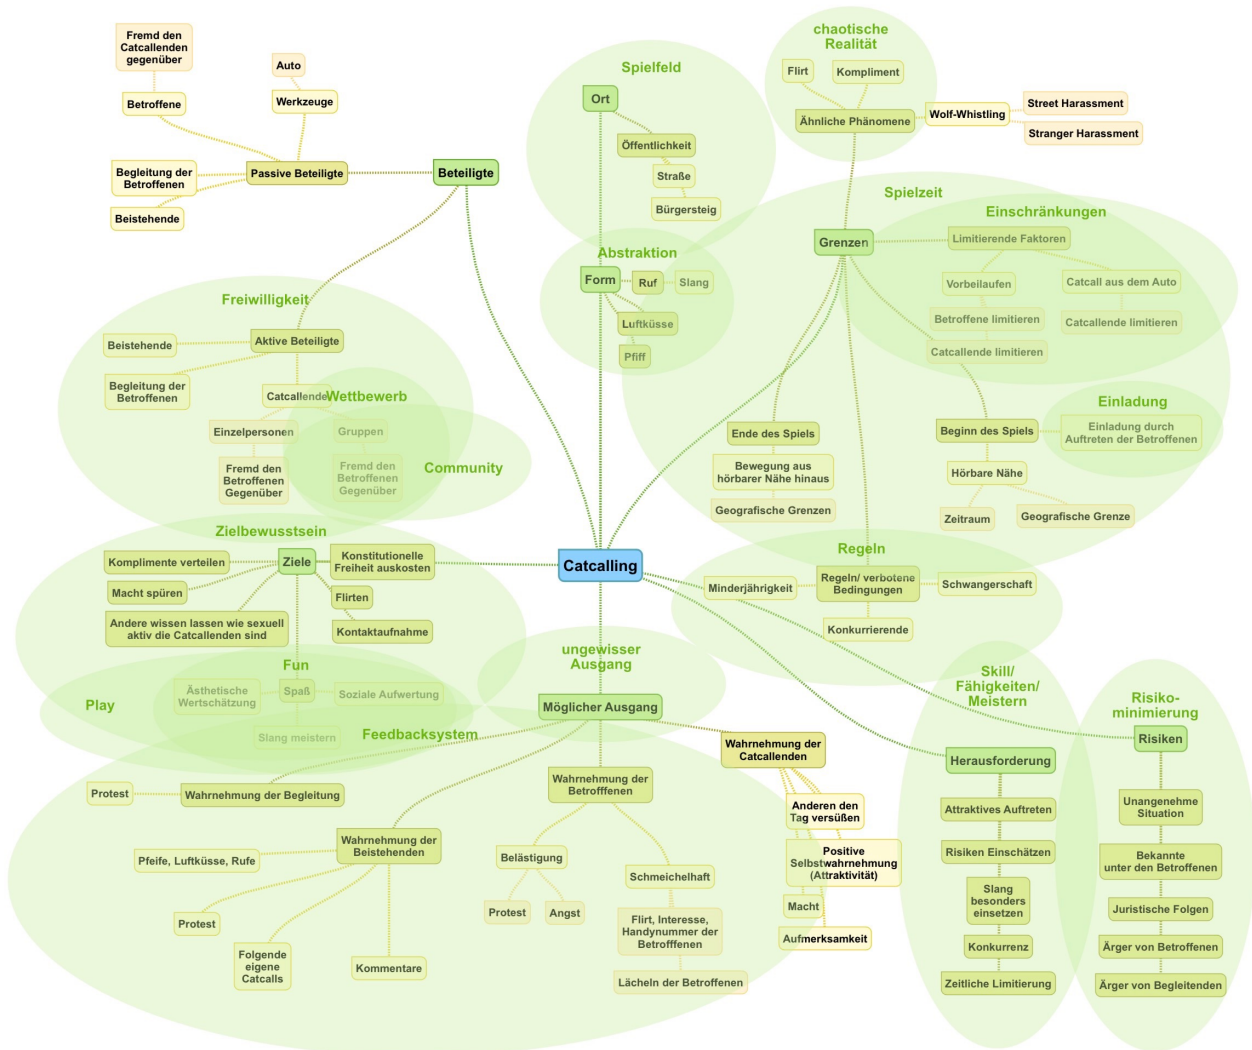 Fremd den
Catcallenden
gegenüber
Auto
Betroffene
Werkzeuge
Begleitung der
Betroffenen
Passive Beteiligte
Beteiligte
Beistehende
Spielfeld
Ort
Öffentlichkeit
Straße
Bürgersteig
chaotische
Realität
Flirt
Kompliment
Ähnliche Phänomene
Wolf-Whistling
Street Harassment
Stranger Harassment
Spielzeit
Einschränkungen
Grenzen
Limitierende Faktoren
Vorbeilaufen
Catcall aus dem Auto
Betroffene limitieren
Catcallende limitieren
Catcallende limitieren
Abstraktion
Form
Ruf
Slang
Luftküsse
Pfiff
Freiwilligkeit
Beistehende
Aktive Beteiligte
Begleitung der
Betroffenen
Catcallende
Wettbewerb
Einzelpersonen
Gruppen
Fremd den
Betroffenen
Gegenüber
Fremd den
Betroffenen
Gegenüber
Community
Einladung
Ende des Spiels
Beginn des Spiels
Einladung durch
Auftreten der Betroffenen
Bewegung aus
hörbarer Nähe hinaus
Hörbare Nähe
Geografische Grenzen
Zeitraum
Geografische Grenze
Zielbewusstsein
Komplimente verteilen
Ziele
Konstitutionelle
Freiheit auskosten
Macht spüren
Flirten
Andere wissen lassen wie sexuell
aktiv die Catcallenden sind
Kontaktaufnahme
Catcalling
Regeln
Minderjährigkeit
Regeln/ verbotene
Bedingungen
Schwangerschaft
Konkurrierende
Fun
Play
Ästhetische
Wertschätzung
Spaß
Soziale Aufwertung
Slang meistern
ungewisser
Ausgang
Möglicher Ausgang
Feedbacksystem
Protest
Wahrnehmung der Begleitung
Wahrnehmung der
Betrofffenen
Wahrnehmung der
Catcallenden
Wahrnehmung der
Beistehenden
Pfeife, Luftküsse, Rufe
Protest
Folgende
eigene
Catcalls
Kommentare
Belästigung
Protest
Angst
Schmeichelhaft
Flirt, Interesse,
Handynummer der
Betrofffenen
Lächeln der Betroffenen
Anderen den
Tag versüßen
Positive
Selbstwahrnehmung
(Attraktivität)
Macht
Aufmerksamkeit
Skill/
Fähigkeiten/
Meistern
Herausforderung
Attraktives Auftreten
Risiken Einschätzen
Slang
besonders
einsetzen
Konkurrenz
Zeitliche Limitierung
Risiko-
minimierung
Risiken
Unangenehme
Situation
Bekannte
unter den Betroffenen
Juristische Folgen
Ärger von Betroffenen
Ärger von Begleitenden